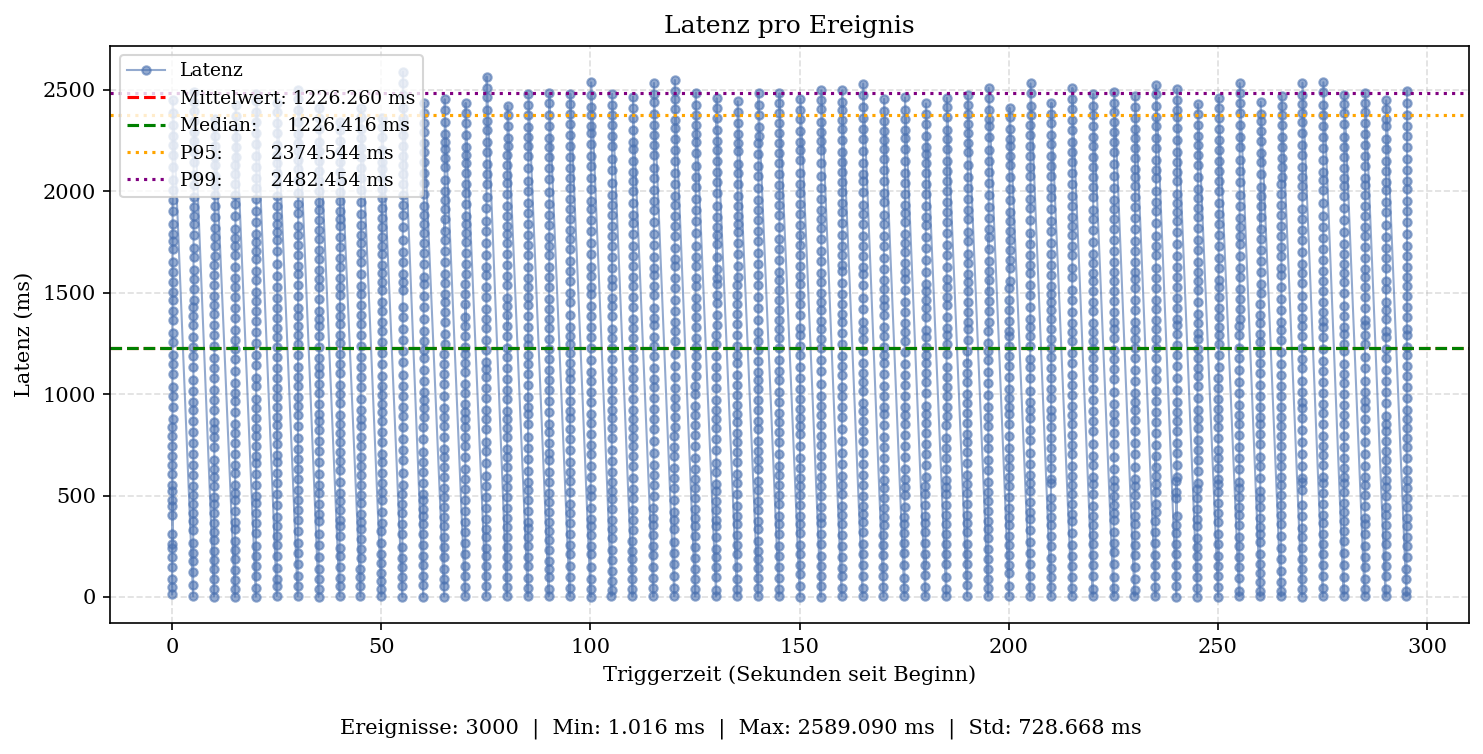 Latenz pro Ereignis
Latenz (ms)
2500
2000
1500
1000
500
0
Latenz
Mittelwert: 1226.260 ms
Median: 1226.416 ms
P95: 2374.544 ms
P99: 2482.454 ms
0 50 100 150 200 250 300
Triggerzeit (Sekunden seit Beginn)
Ereignisse: 3000 | Min: 1.016 ms | Max: 2589.090 ms | Std: 728.668 ms